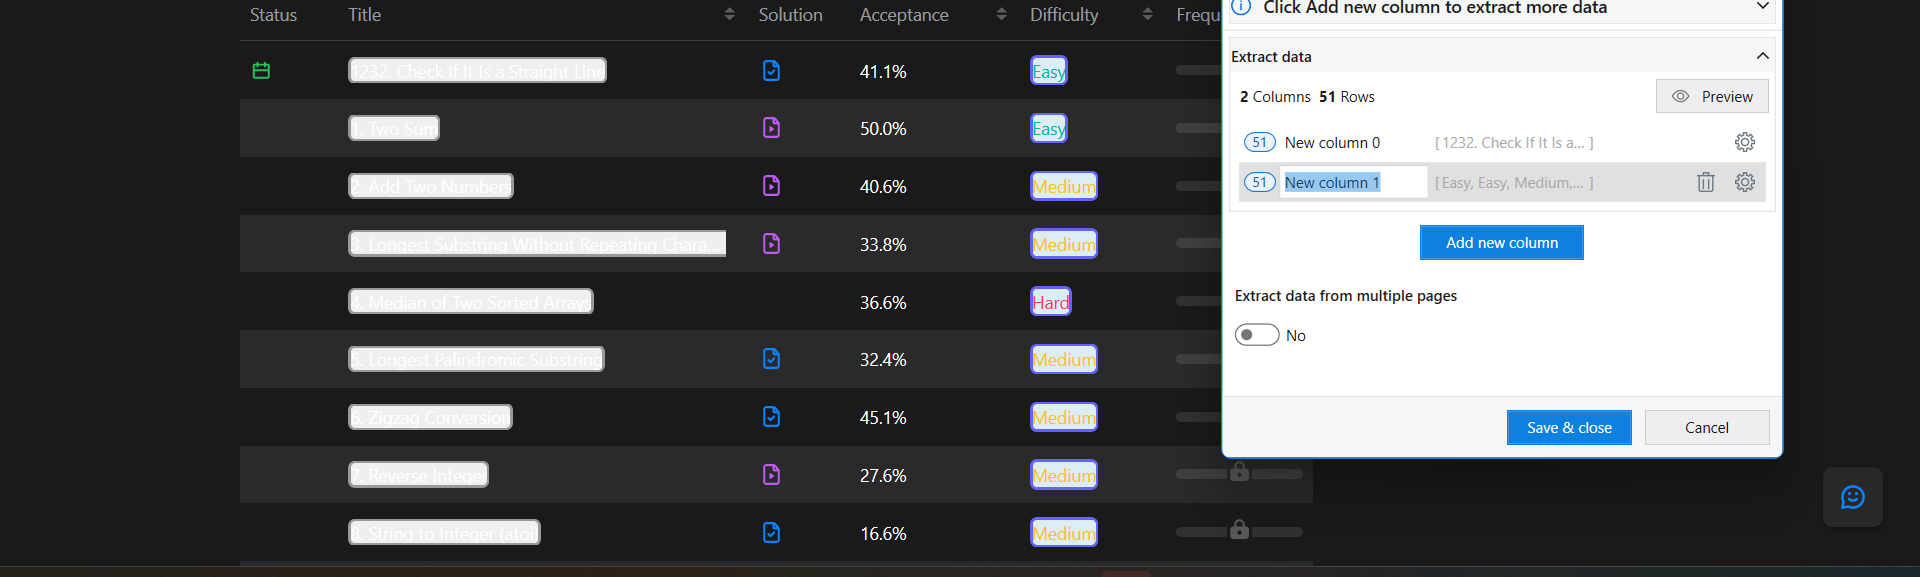 Status Title Solution Acceptance Difficulty Frequ
1232. Check If It Is a Straight Line 41.1% Easy
1. Two Sum 50.0% Easy
2. Add Two Numbers 40.6% Medium
3. Longest Substring Without Repeating Chara... 33.8% Medium
4. Median of Two Sorted Arrays 36.6% Hard
5. Longest Palindromic Substring 32.4% Medium
6. Zigzag Conversion 45.1% Medium
7. Reverse Integer 27.6% Medium
8. String to Integer (atoi) 16.6% Medium
Click Add new column to extract more data
Extract data
2 Columns 51 Rows
Preview
51 New column 0 [ 1232. Check If It Is a... ]
51 New column 1 [ Easy, Easy, Medium,... ]
Add new column
Extract data from multiple pages
No
Save & close Cancel